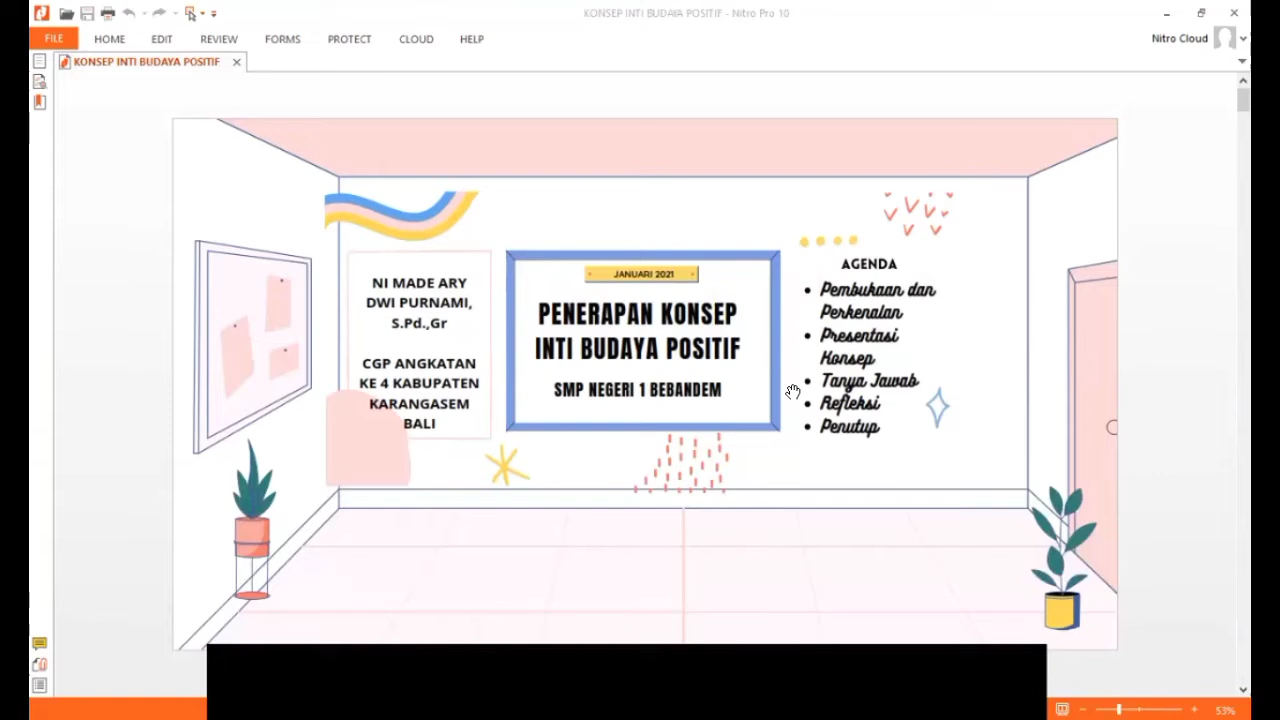 KONSEP INTI BUDAYA POSITIF - Nitro Pro 10
FILE HOME EDIT REVIEW FORMS PROTECT CLOUD HELP
Nitro Cloud
KONSEP INTI BUDAYA POSITIF
NI MADE ARY
DWI PURNAMI,
S.Pd.,Gr
CGP ANGKATAN
KE 4 KABUPATEN
KARANGASEM
BALI
JANUARI 2021
PENERAPAN KONSEP
INTI BUDAYA POSITIF
SMP NEGERI 1 BEBANDEM
AGENDA
• Pembukaan dan
Perkenalan
• Presentasi
Konsep
• Tanya Jawab
• Refleksi
• Penutup
53%